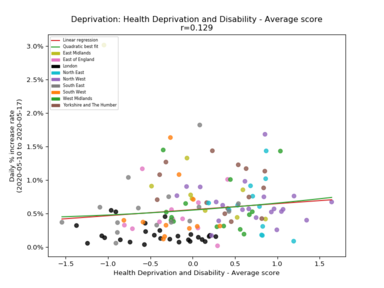 Deprivation: Health Deprivation and Disability - Average score
r=0.129
Daily % increase rate
(2020-05-10 to 2020-05-17)
3.0%
2.5%
2.0%
1.5%
1.0%
0.5%
0.0%
Linear regression
Quadratic best fit
East Midlands
East of England
London
North East
North West
South East
South West
West Midlands
Yorkshire and The Humber
−1.5
−1.0
−0.5
0.0
0.5
1.0
1.5
Health Deprivation and Disability - Average score